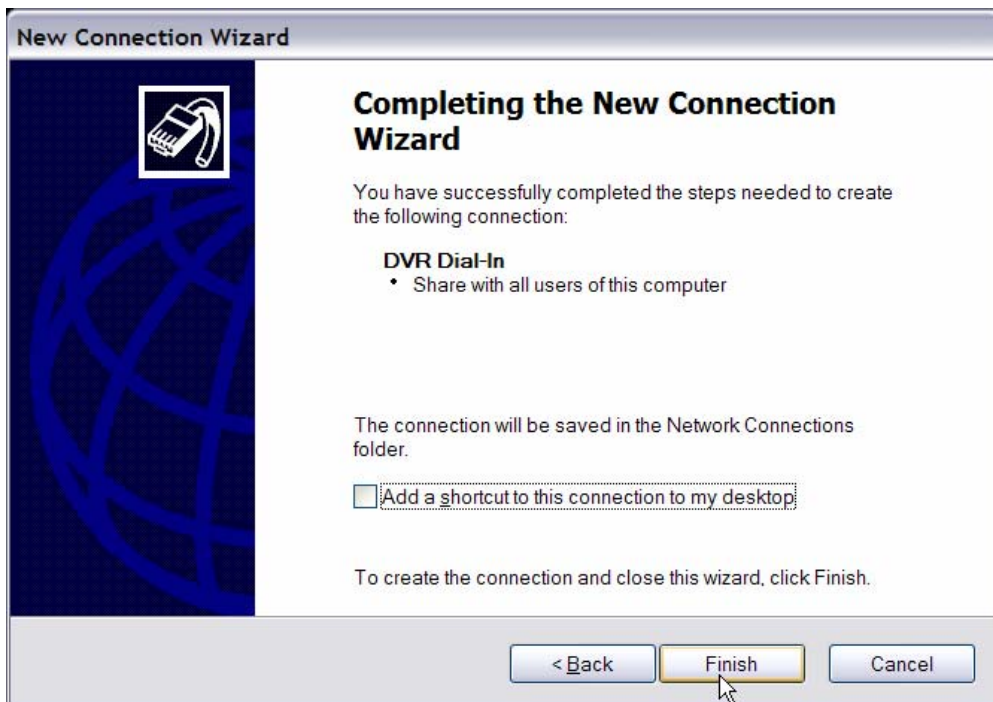 New Connection Wizard
Completing the New Connection
Wizard
You have successfully completed the steps needed to create
the following connection:
DVR Dial-In
• Share with all users of this computer
The connection will be saved in the Network Connections
folder.
Add a shortcut to this connection to my desktop
To create the connection and close this wizard, click Finish.
< Back
Finish
Cancel